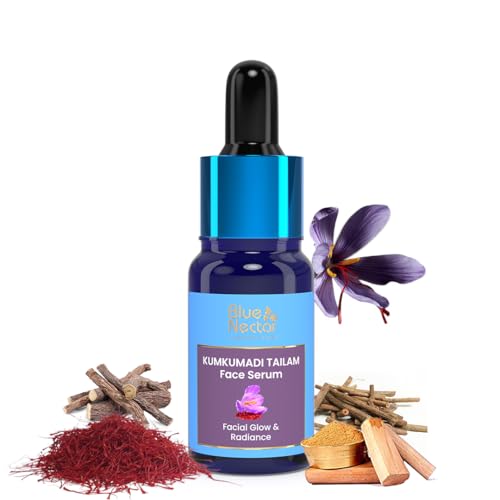 Blue
Nectar
KUMKUMADI TAILAM
Face Serum
Facial Glow &
Radiance